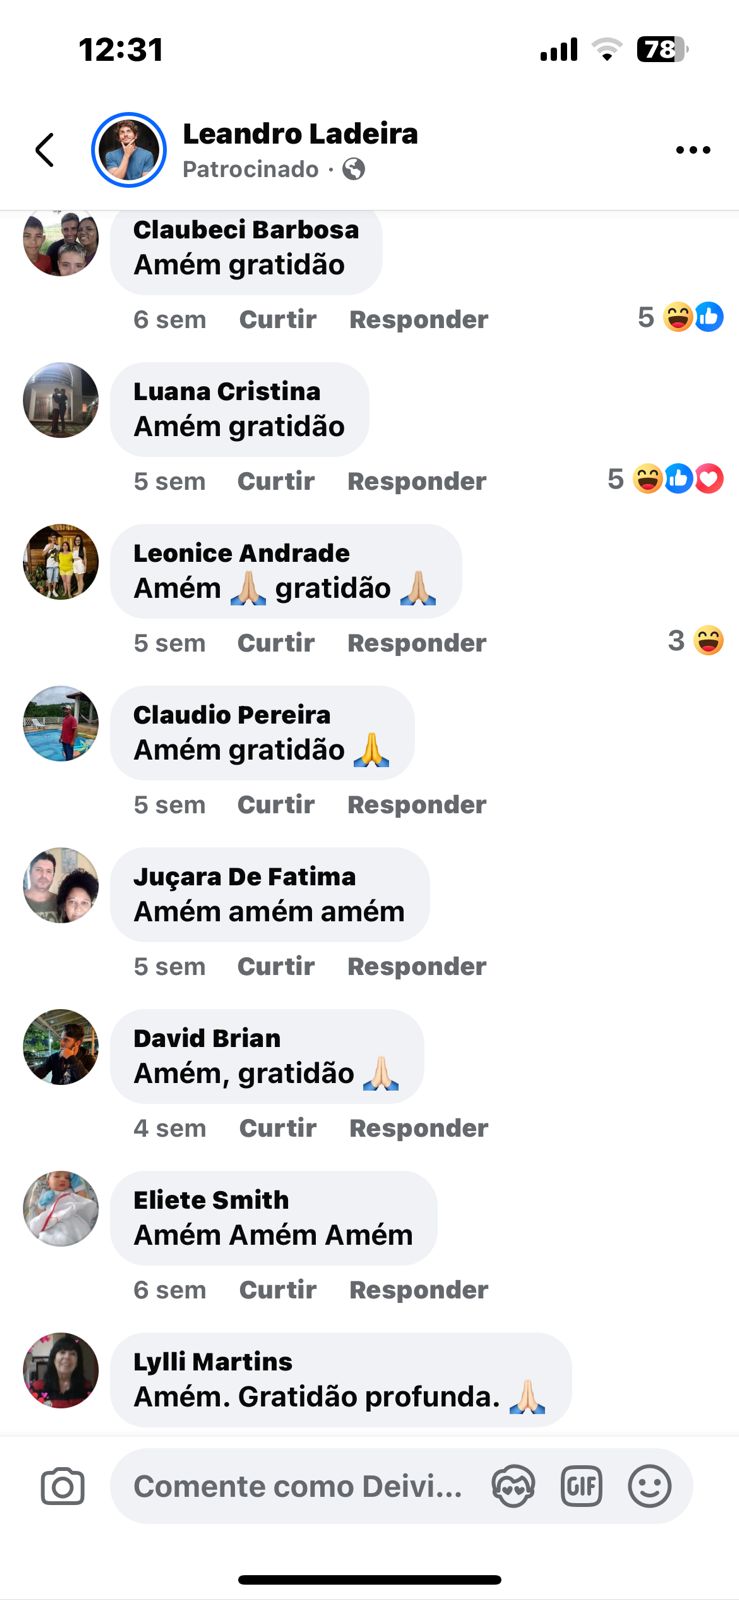 12:31
78
Leandro Ladeira
Patrocinado ·
Claubeci Barbosa
Amém gratidão
6 sem Curtir Responder 5
Luana Cristina
Amém gratidão
5 sem Curtir Responder 5
Leonice Andrade
Amém 🙏🏼 gratidão 🙏🏼
5 sem Curtir Responder 3
Claudio Pereira
Amém gratidão 🙏
5 sem Curtir Responder
Juçara De Fatima
Amém amém amém
5 sem Curtir Responder
David Brian
Amém, gratidão 🙏🏻
4 sem Curtir Responder
Eliete Smith
Amém Amém Amém
6 sem Curtir Responder
Lylli Martins
Amém. Gratidão profunda. 🙏🏻
Comente como Deivi... GIF